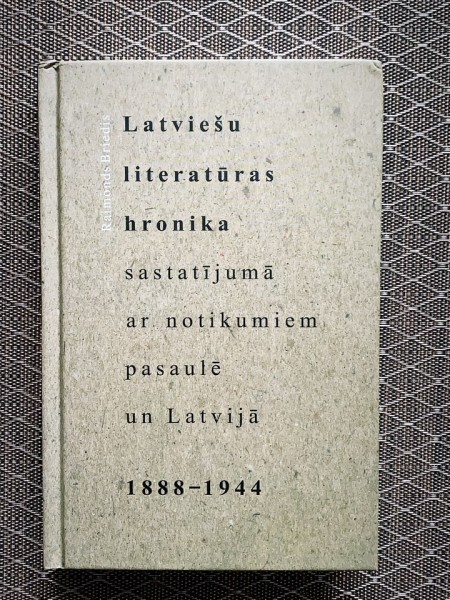 Raimonds Briedis
Latviešu
literatūras
hronika
sastatījumā
ar notikumiem
pasaulē
un Latvijā
1888–1944